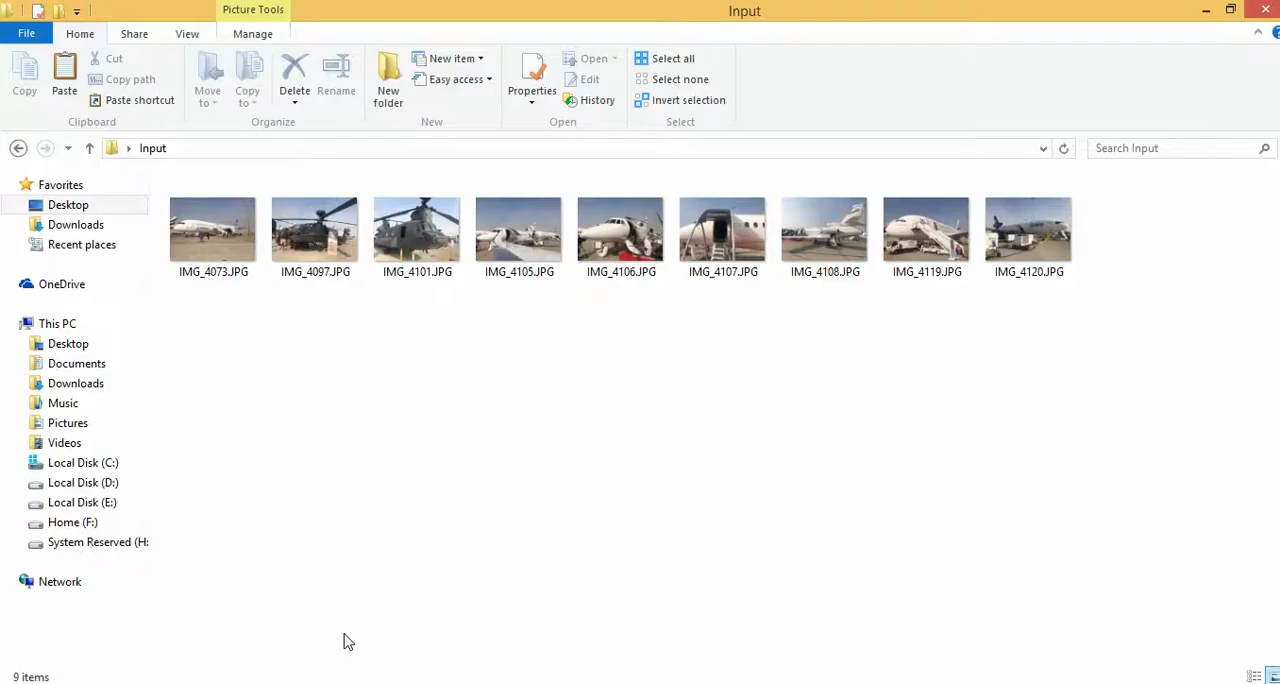 Picture Tools
Input
File
Home
Share
View
Manage
Copy
Paste
Cut
Copy path
Paste shortcut
Clipboard
Move to
Copy to
Delete
Rename
Organize
New folder
New item
Easy access
New
Properties
Open
Edit
History
Open
Select all
Select none
Invert selection
Select
Input
Search Input
Favorites
Desktop
Downloads
Recent places
OneDrive
This PC
Desktop
Documents
Downloads
Music
Pictures
Videos
Local Disk (C:)
Local Disk (D:)
Local Disk (E:)
Home (F:)
System Reserved (H:
Network
IMG_4073.JPG
IMG_4097.JPG
IMG_4101.JPG
IMG_4105.JPG
IMG_4106.JPG
IMG_4107.JPG
IMG_4108.JPG
IMG_4119.JPG
IMG_4120.JPG
9 items